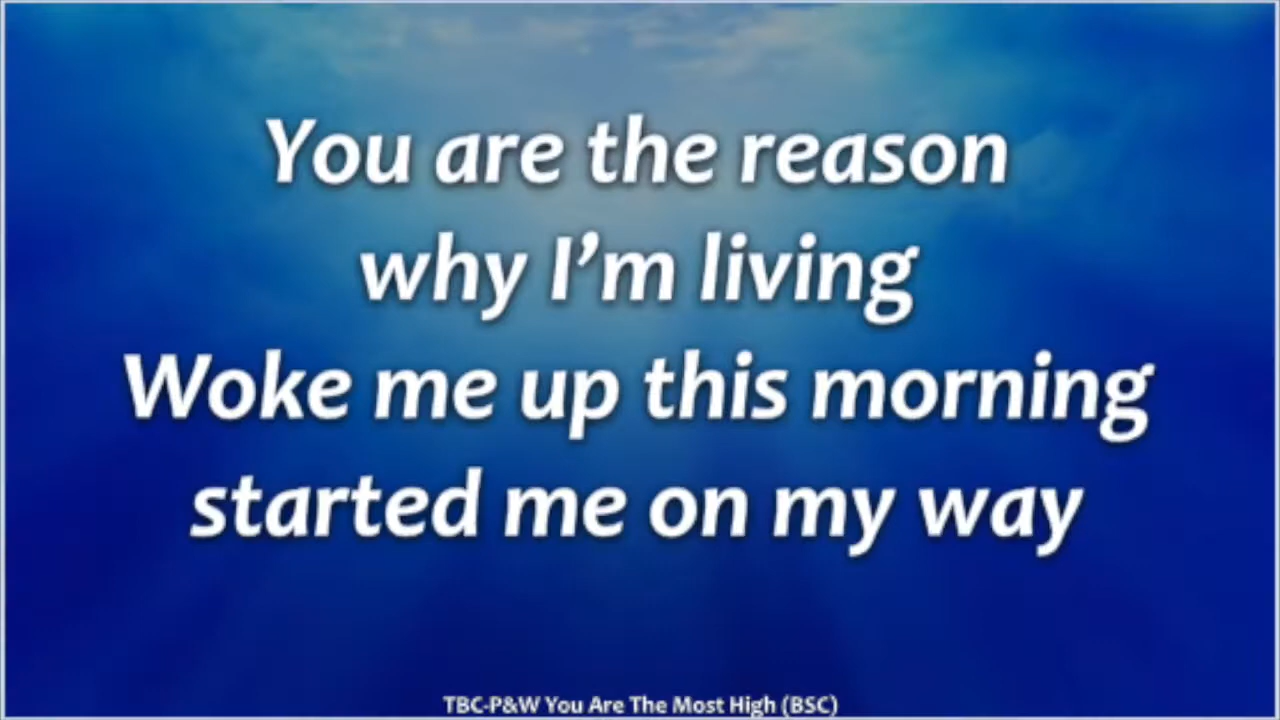 You are the reason
why I’m living
Woke me up this morning
started me on my way
TBC-P&W You Are The Most High (BSC)